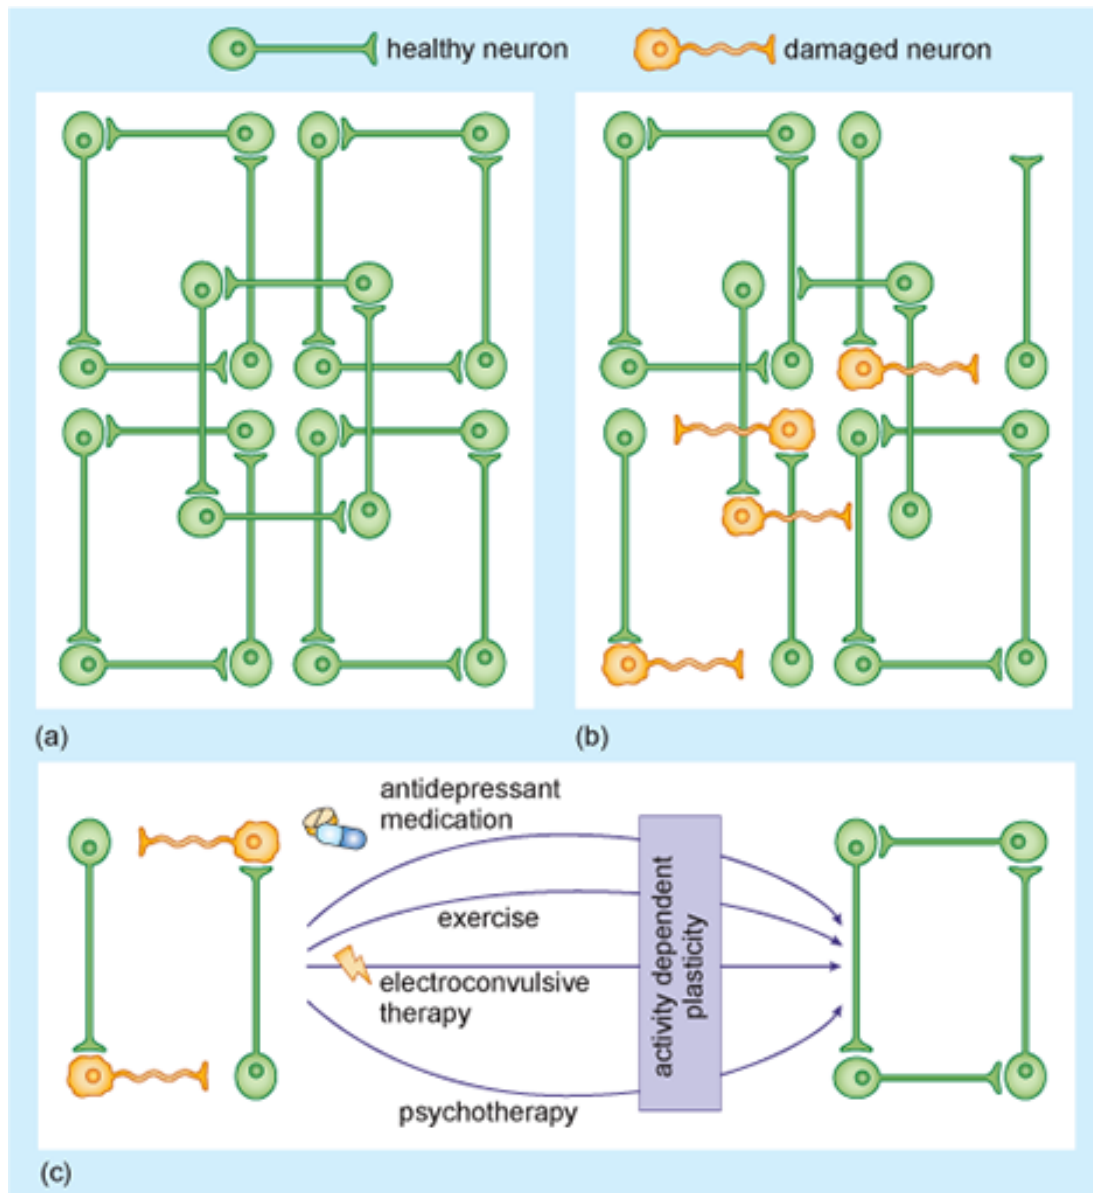 healthy neuron
damaged neuron
(a)
(b)
antidepressant
medication
exercise
electroconvulsive
therapy
psychotherapy
activity dependent
plasticity
(c)